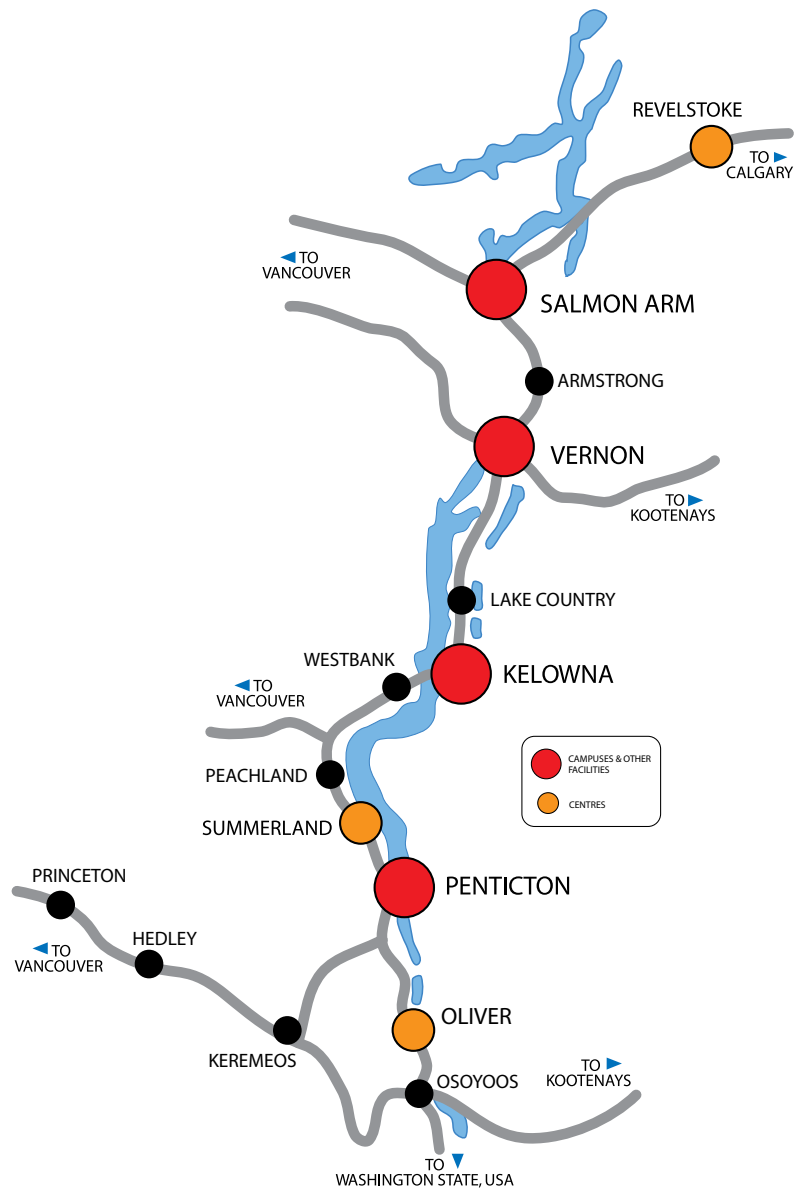 REVELSTOKE
TO
CALGARY
TO
VANCOUVER
SALMON ARM
ARMSTRONG
VERNON
TO
KOOTENAYS
LAKE COUNTRY
WESTBANK
KELOWNA
TO
VANCOUVER
PEACHLAND
CAMPUSES & OTHER
FACILITIES
CENTRES
SUMMERLAND
PENTICTON
PRINCETON
HEDLEY
TO
VANCOUVER
OLIVER
KEREMEOS
OSOYOOS
TO
KOOTENAYS
TO
WASHINGTON STATE, USA